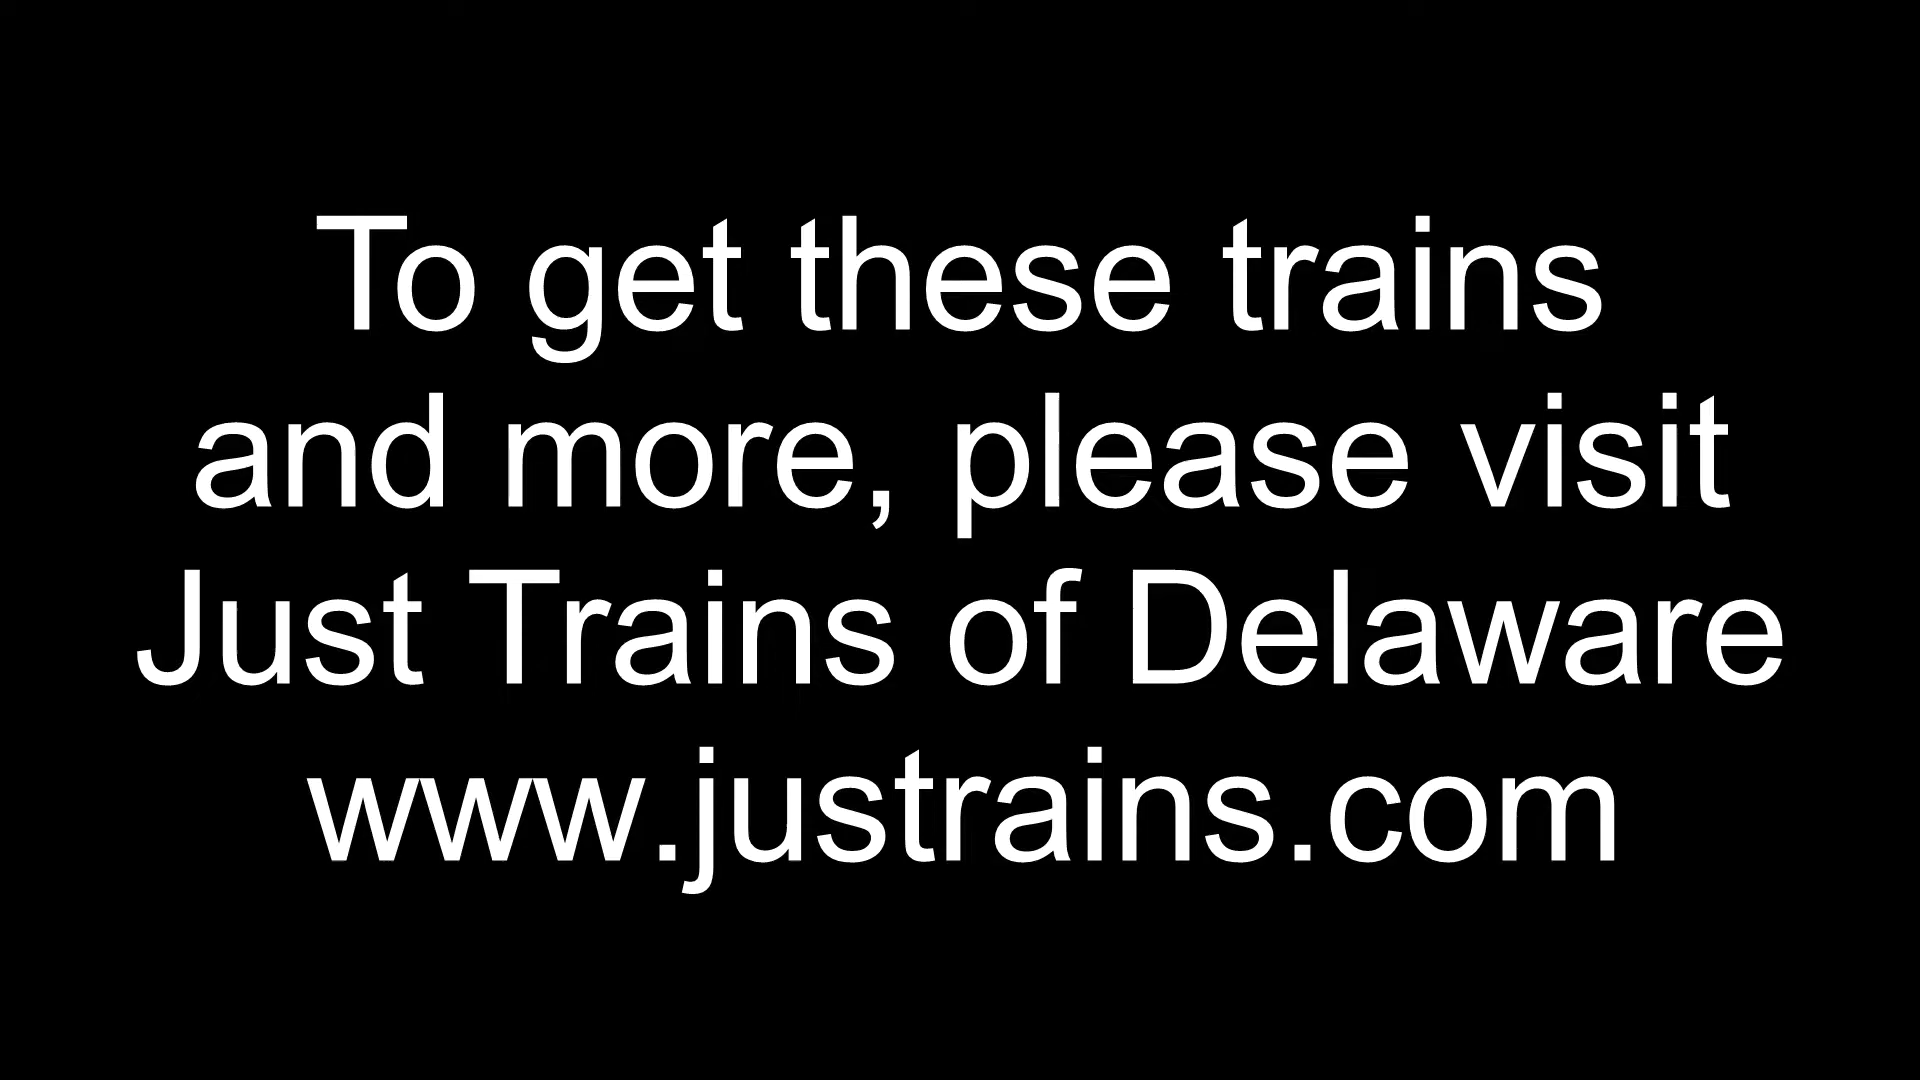 To get these trains
and more, please visit
Just Trains of Delaware
www.justrains.com